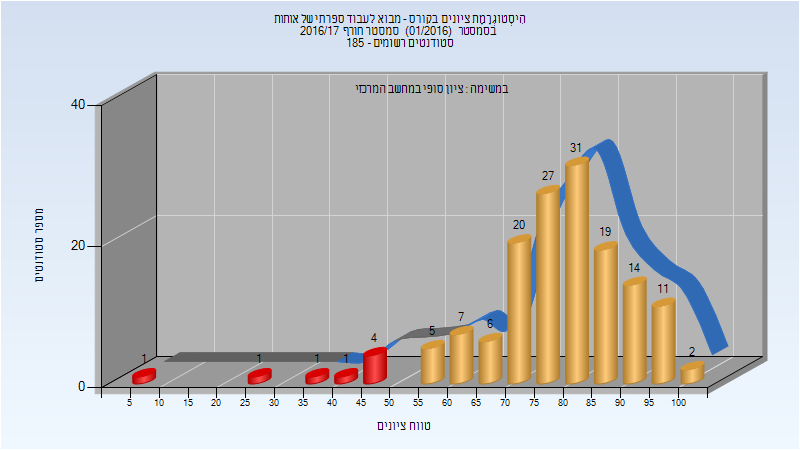 היסטוגרמת ציונים בקורס - מבוא לעבוד ספרתי של אותות
בסמסטר (01/2016) סמסטר חורף 2016/17
סטודנטים רשומים - 185
במשימה : ציון סופי במחשב המרכזי
מספר סטודנטים
40
20
0
1
1
1
1
4
5
7
6
20
27
31
19
14
11
2
5 10 15 20 25 30 35 40 45 50 55 60 65 70 75 80 85 90 95 100
טווח ציונים